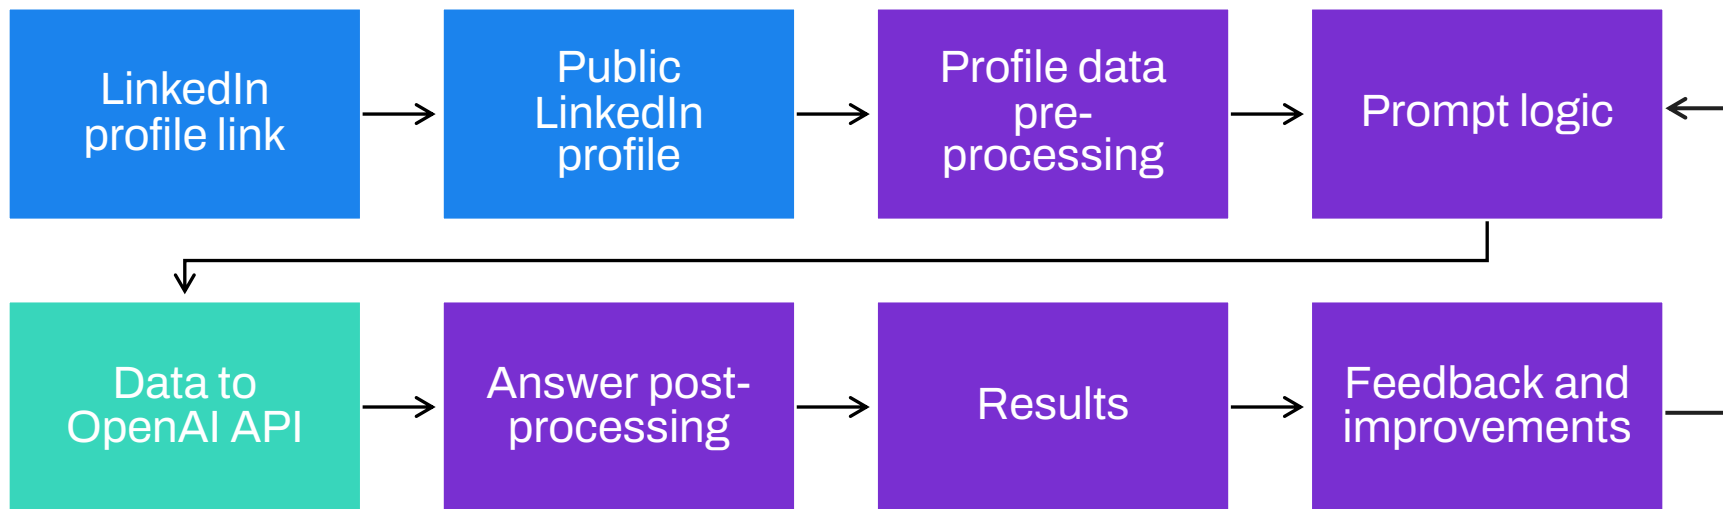 LinkedIn
profile link
Public
LinkedIn
profile
Profile data
pre-
processing
Prompt logic
Data to
OpenAI API
Answer post-
processing
Results
Feedback and
improvements